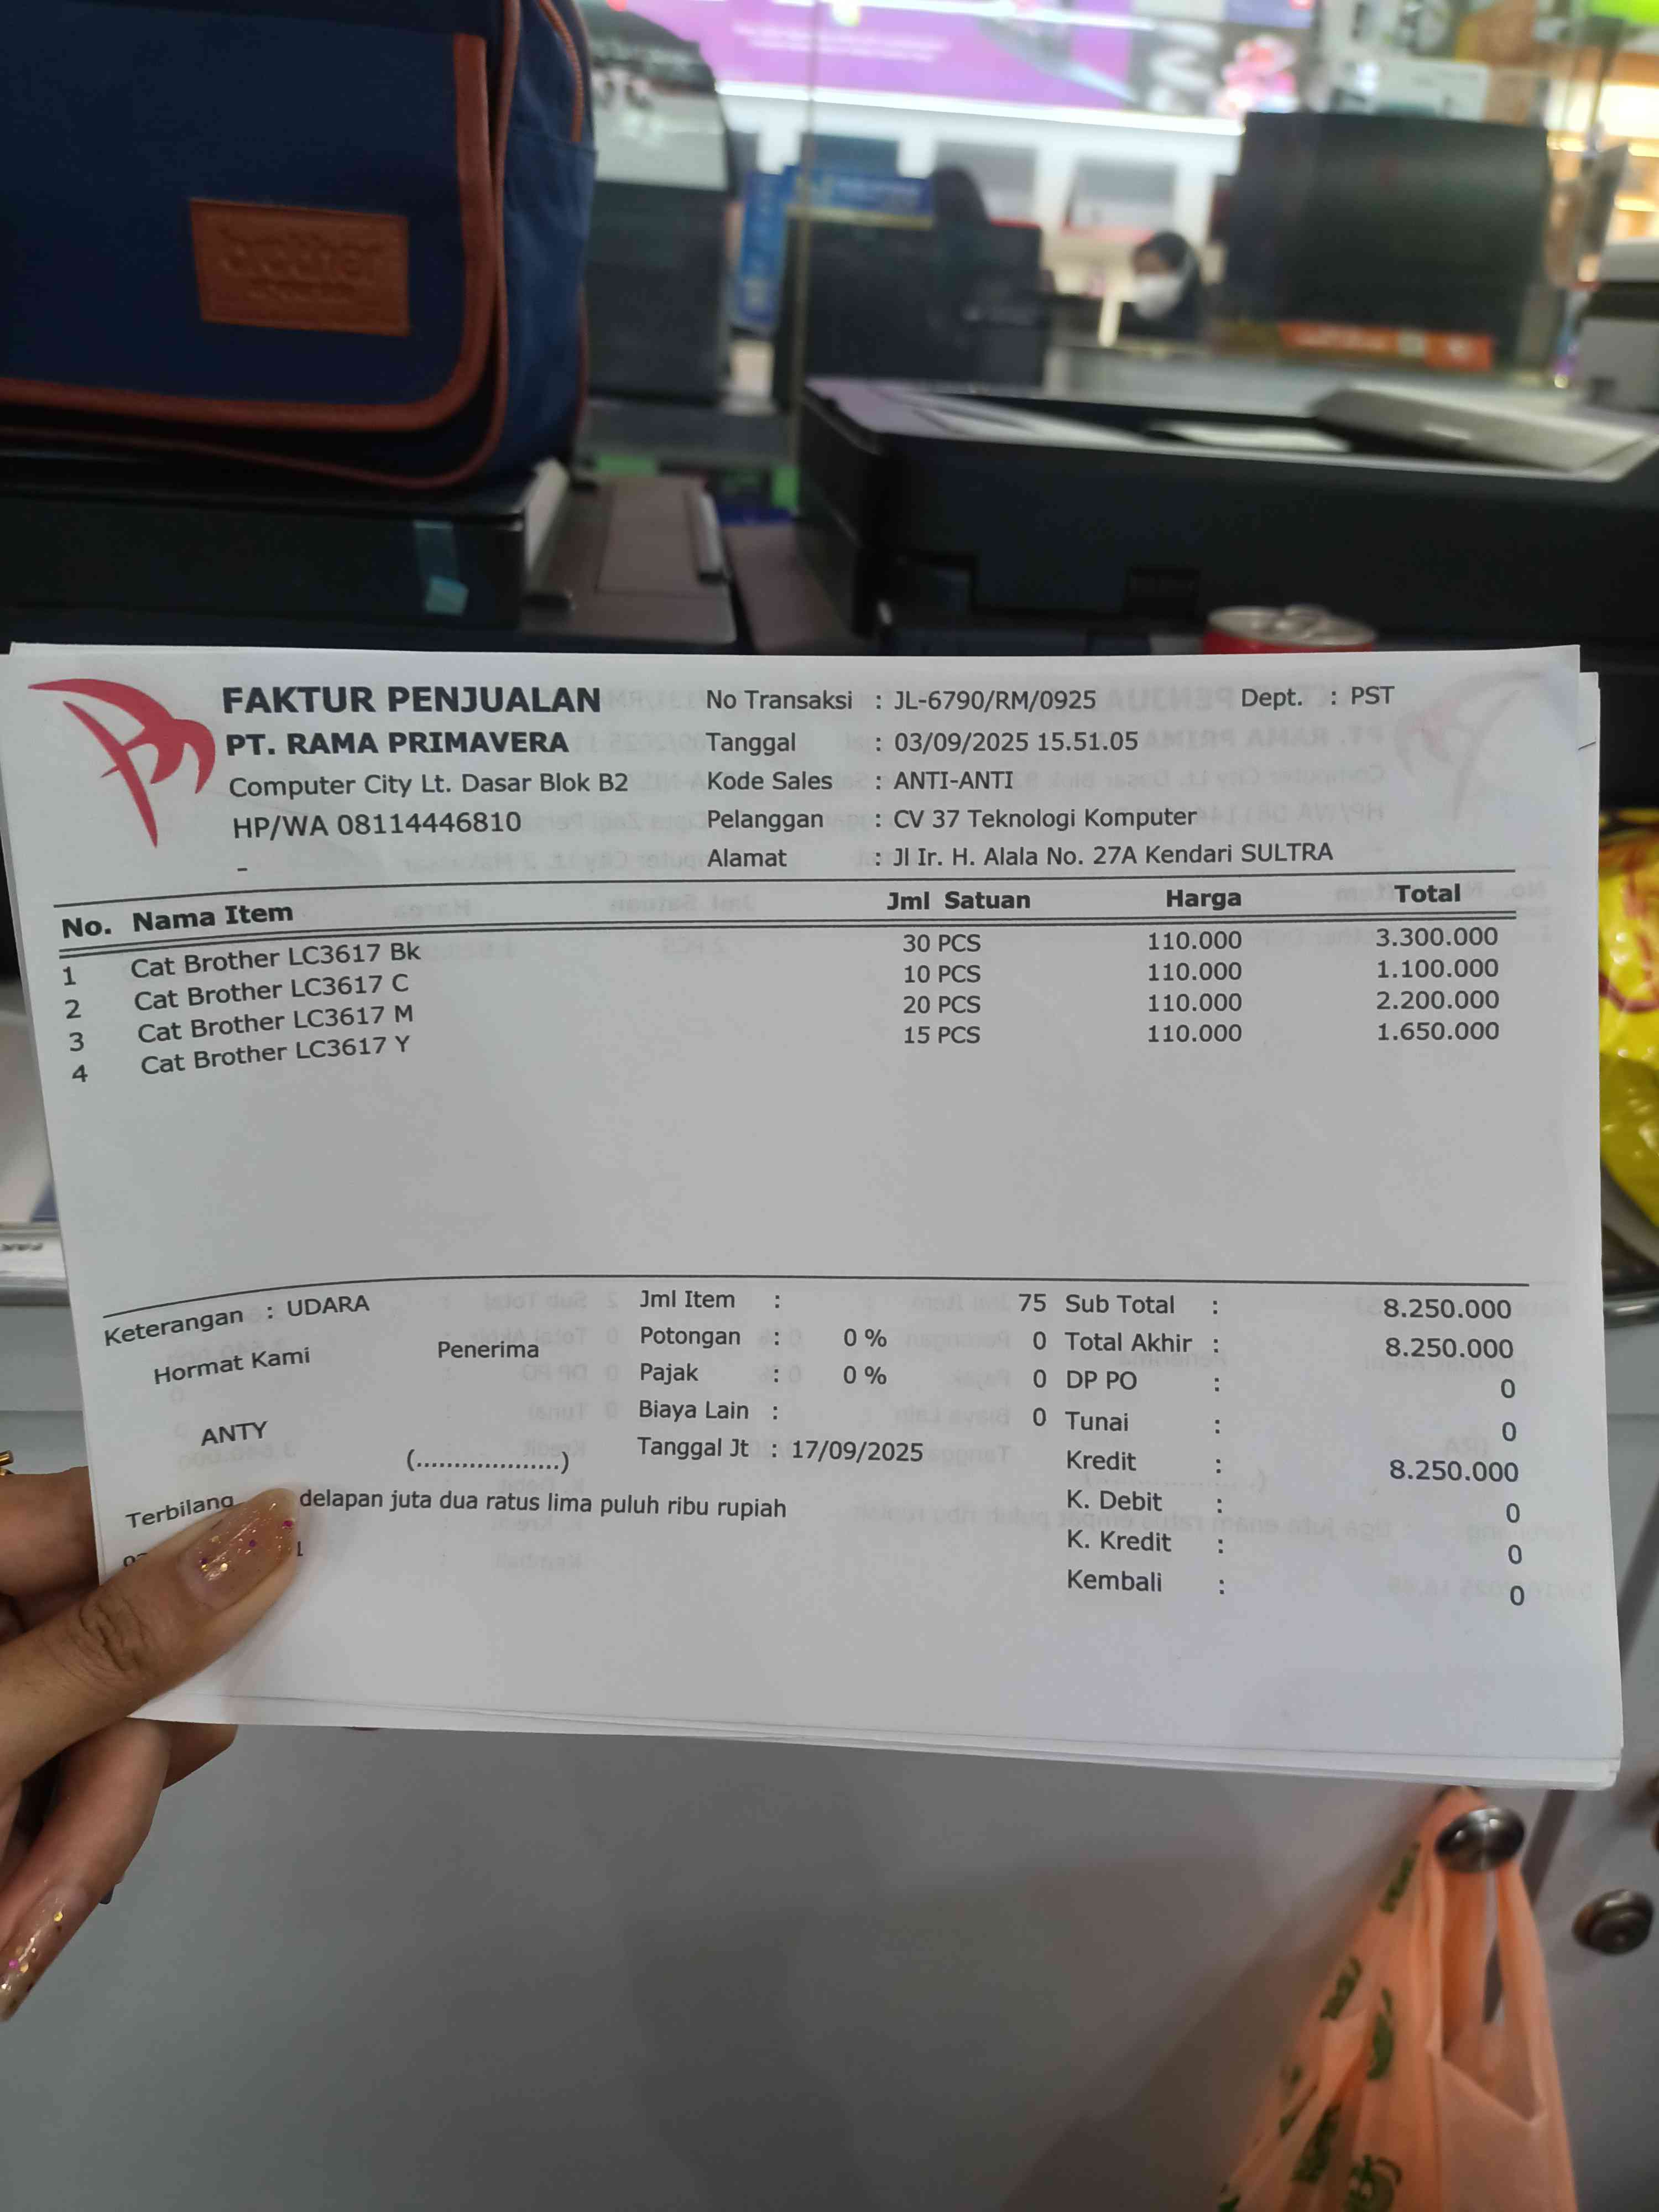 FAKTUR PENJUALAN
PT. RAMA PRIMAVERA
Computer City Lt. Dasar Blok B2
HP/WA 08114446810
-
No Transaksi : JL-6790/RM/0925 Dept. : PST
Tanggal : 03/09/2025 15.51.05
Kode Sales : ANTI-ANTI
Pelanggan : CV 37 Teknologi Komputer
Alamat : Jl Ir. H. Alala No. 27A Kendari SULTRA
No. Nama Item Jml Satuan Harga Total
1 Cat Brother LC3617 Bk 30 PCS 110.000 3.300.000
2 Cat Brother LC3617 C 10 PCS 110.000 1.100.000
3 Cat Brother LC3617 M 20 PCS 110.000 2.200.000
4 Cat Brother LC3617 Y 15 PCS 110.000 1.650.000
Keterangan : UDARA
Hormat Kami Penerima
ANTY
(...................)
Jml Item : 75
Potongan : 0 % 0
Pajak : 0 % 0
Biaya Lain : 0
Tanggal Jt : 17/09/2025
Sub Total : 8.250.000
Total Akhir : 8.250.000
DP PO : 0
Tunai : 0
Kredit : 8.250.000
K. Debit : 0
K. Kredit : 0
Kembali : 0
Terbilang delapan juta dua ratus lima puluh ribu rupiah